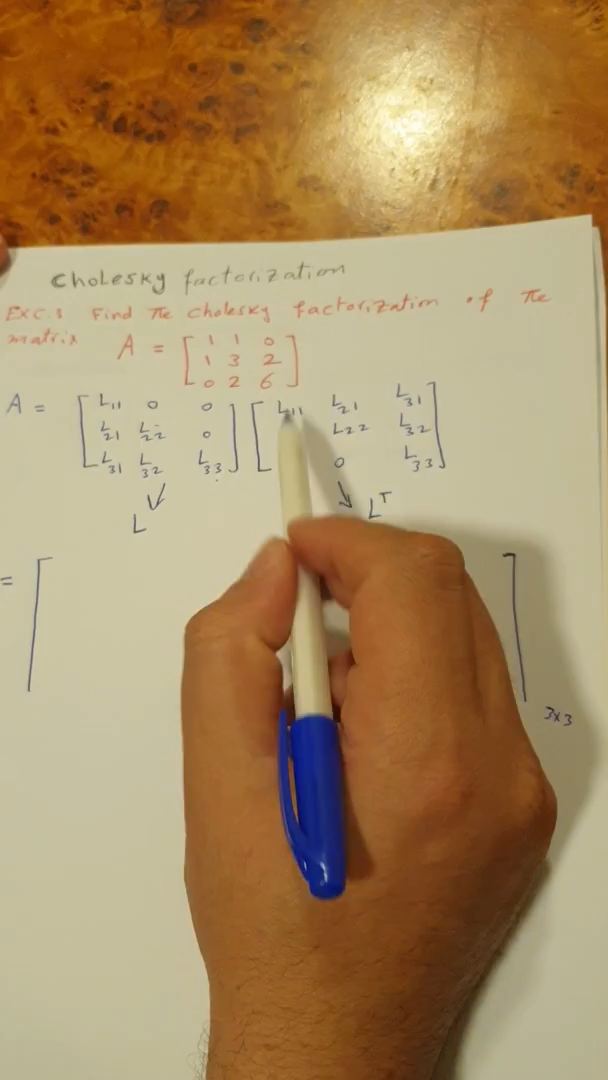 Cholesky factorization
Exc.1 Find the Cholesky factorization of the
matrix A = [ 1 1 0
1 3 2
0 2 6 ]
A = [ L11 0 0 ] [ L11 L21 L31 ]
L21 L22 0 L22 L32
L31 L32 L33 0 L33
L L^T
= [ ] 3x3